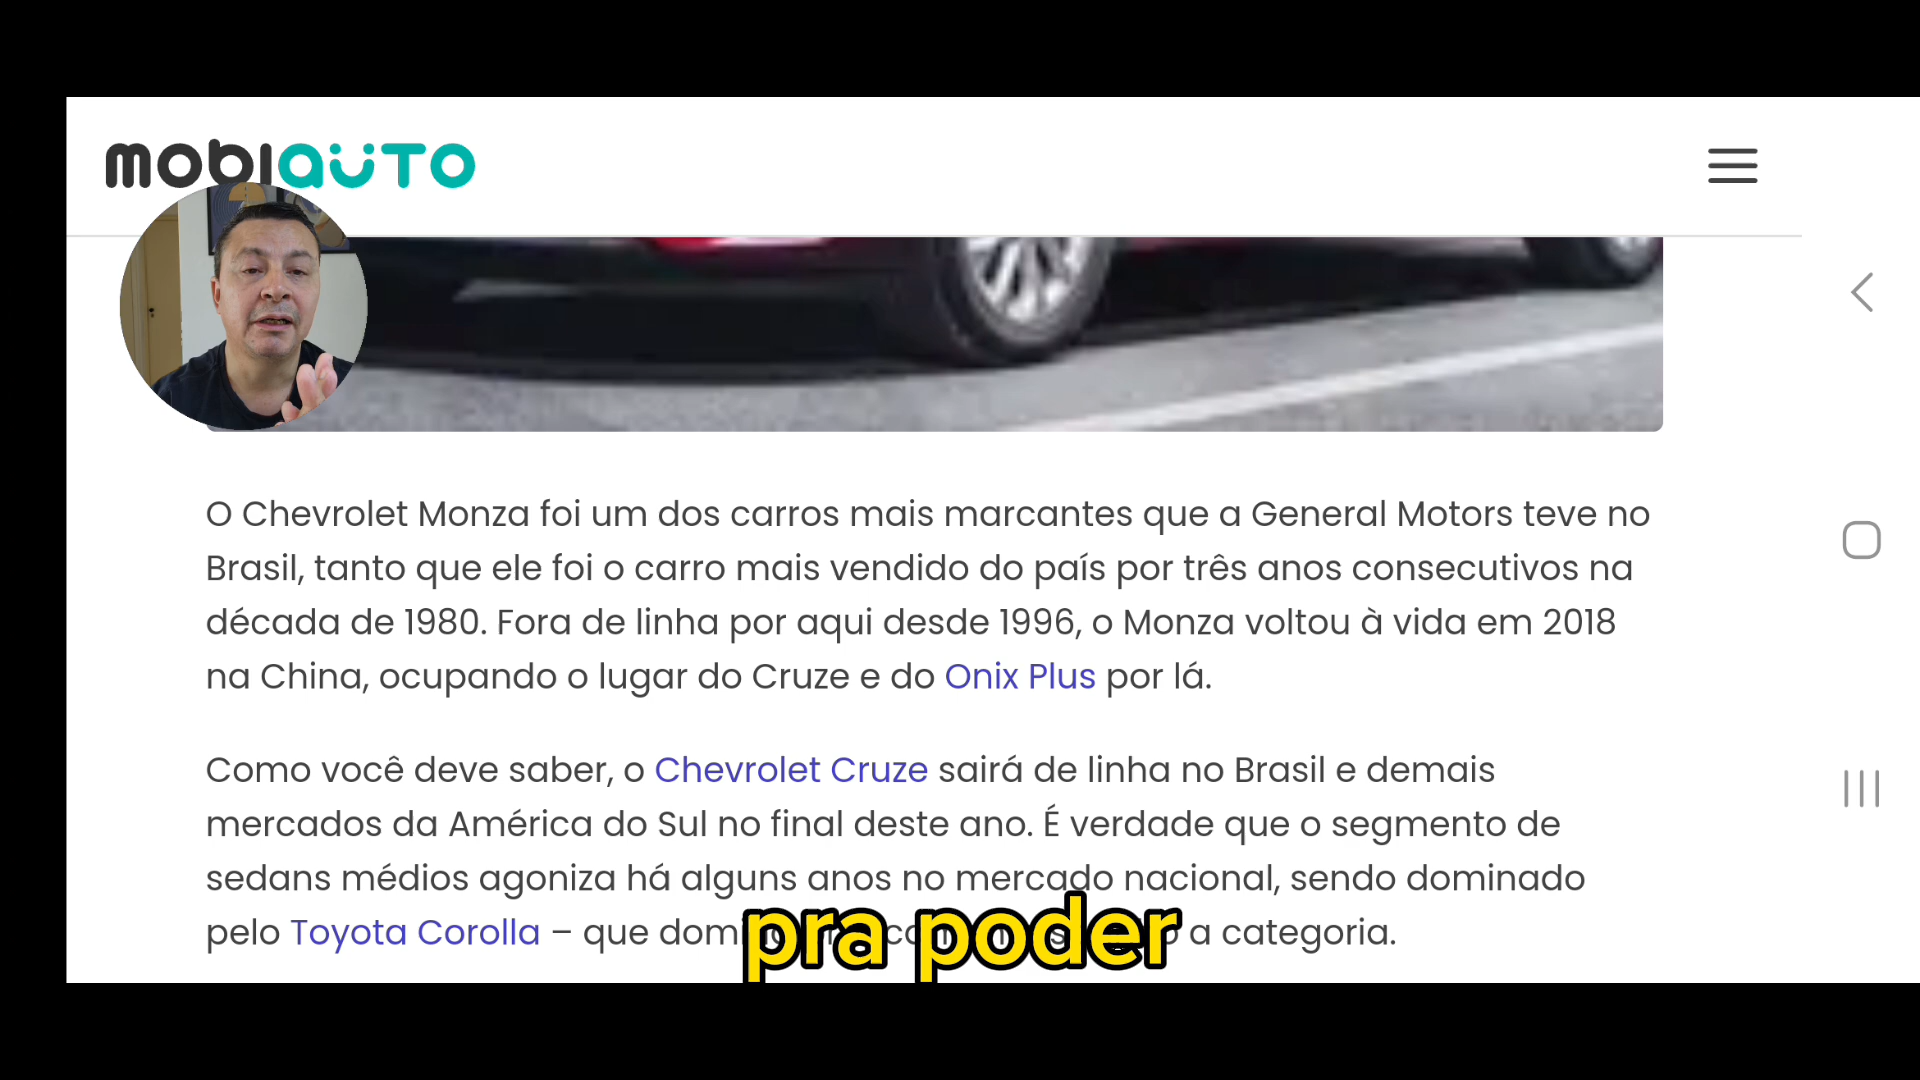 mobiauto
O Chevrolet Monza foi um dos carros mais marcantes que a General Motors teve no
Brasil, tanto que ele foi o carro mais vendido do país por três anos consecutivos na
década de 1980. Fora de linha por aqui desde 1996, o Monza voltou à vida em 2018
na China, ocupando o lugar do Cruze e do Onix Plus por lá.
Como você deve saber, o Chevrolet Cruze sairá de linha no Brasil e demais
mercados da América do Sul no final deste ano. É verdade que o segmento de
sedans médios agoniza há alguns anos no mercado nacional, sendo dominado
pelo Toyota Corolla – que a categoria.
pra poder